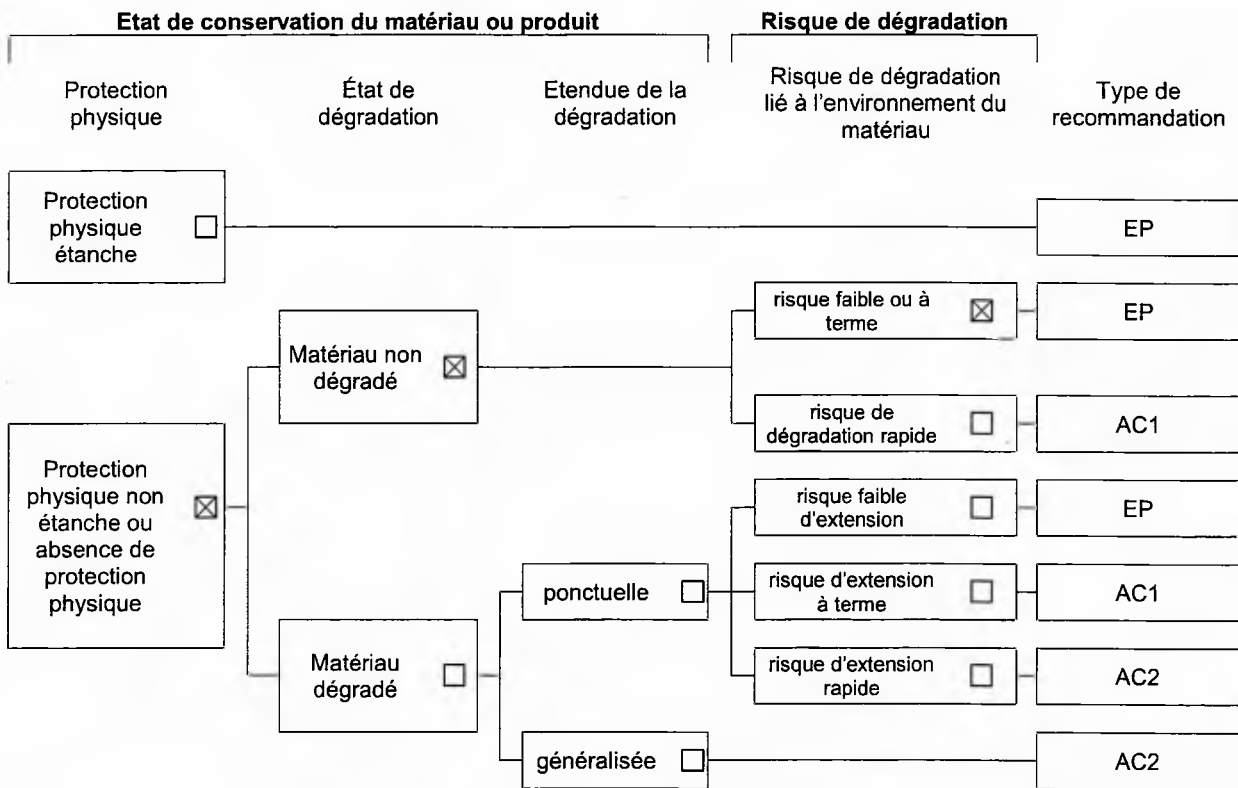 Etat de conservation du matériau ou produit
Risque de dégradation
Protection
physique
État de
dégradation
Etendue de la
dégradation
Risque de dégradation
lié à l'environnement du
matériau
Type de
recommandation
Protection
physique
étanche
EP
risque faible ou à
terme
EP
Matériau non
dégradé
risque de
dégradation rapide
AC1
Protection
physique non
étanche ou
absence de
protection
physique
risque faible
d'extension
EP
ponctuelle
risque d'extension
à terme
AC1
Matériau
dégradé
risque d'extension
rapide
AC2
généralisée
AC2